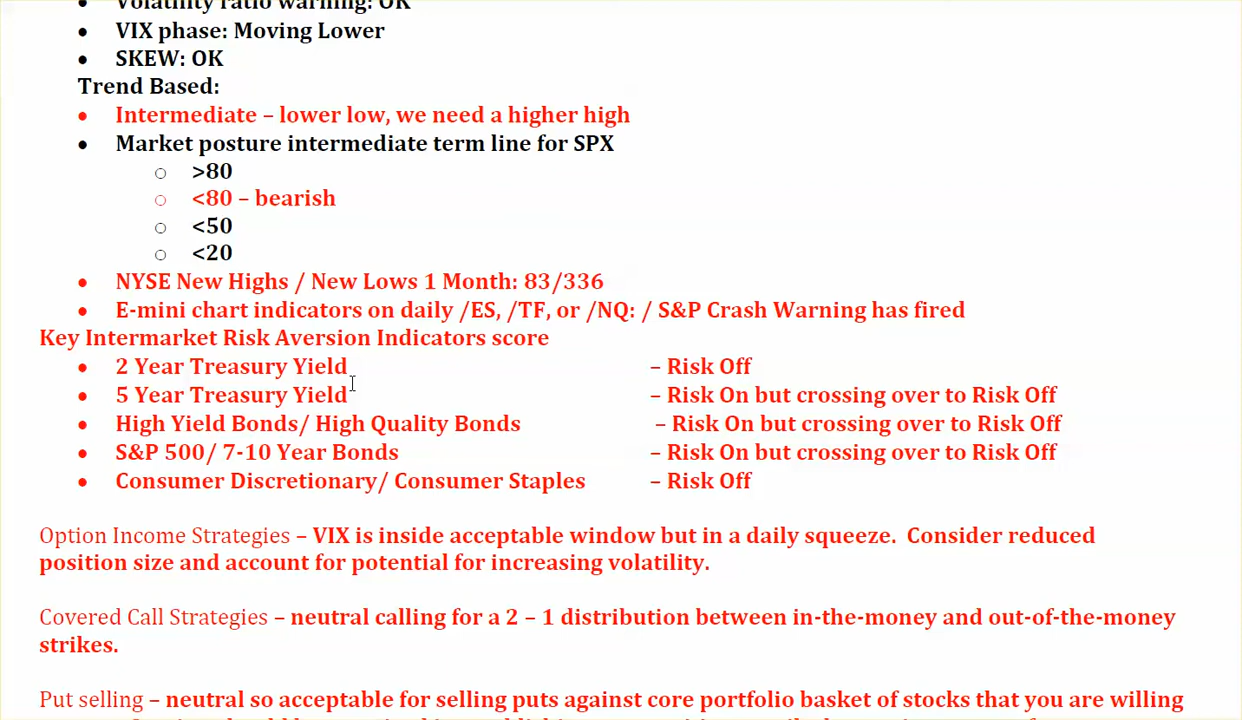 Volatility ratio warning: OK
• VIX phase: Moving Lower
• SKEW: OK
Trend Based:
• Intermediate – lower low, we need a higher high
• Market posture intermediate term line for SPX
○ >80
○ <80 – bearish
○ <50
○ <20
• NYSE New Highs / New Lows 1 Month: 83/336
• E-mini chart indicators on daily /ES, /TF, or /NQ: / S&P Crash Warning has fired
Key Intermarket Risk Aversion Indicators score
• 2 Year Treasury Yield – Risk Off
• 5 Year Treasury Yield – Risk On but crossing over to Risk Off
• High Yield Bonds/ High Quality Bonds – Risk On but crossing over to Risk Off
• S&P 500/ 7-10 Year Bonds – Risk On but crossing over to Risk Off
• Consumer Discretionary/ Consumer Staples – Risk Off
Option Income Strategies – VIX is inside acceptable window but in a daily squeeze. Consider reduced
position size and account for potential for increasing volatility.
Covered Call Strategies – neutral calling for a 2 – 1 distribution between in-the-money and out-of-the-money
strikes.
Put selling – neutral so acceptable for selling puts against core portfolio basket of stocks that you are willing